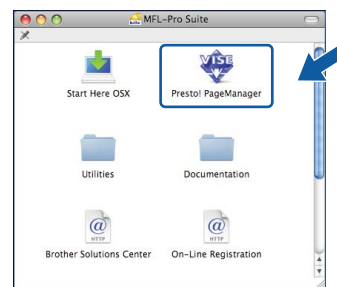 MFL-Pro Suite
VISE
Start Here OSX
Presto! PageManager
Utilities
Documentation
@
HTTP
@
HTTP
Brother Solutions Center
On-Line Registration